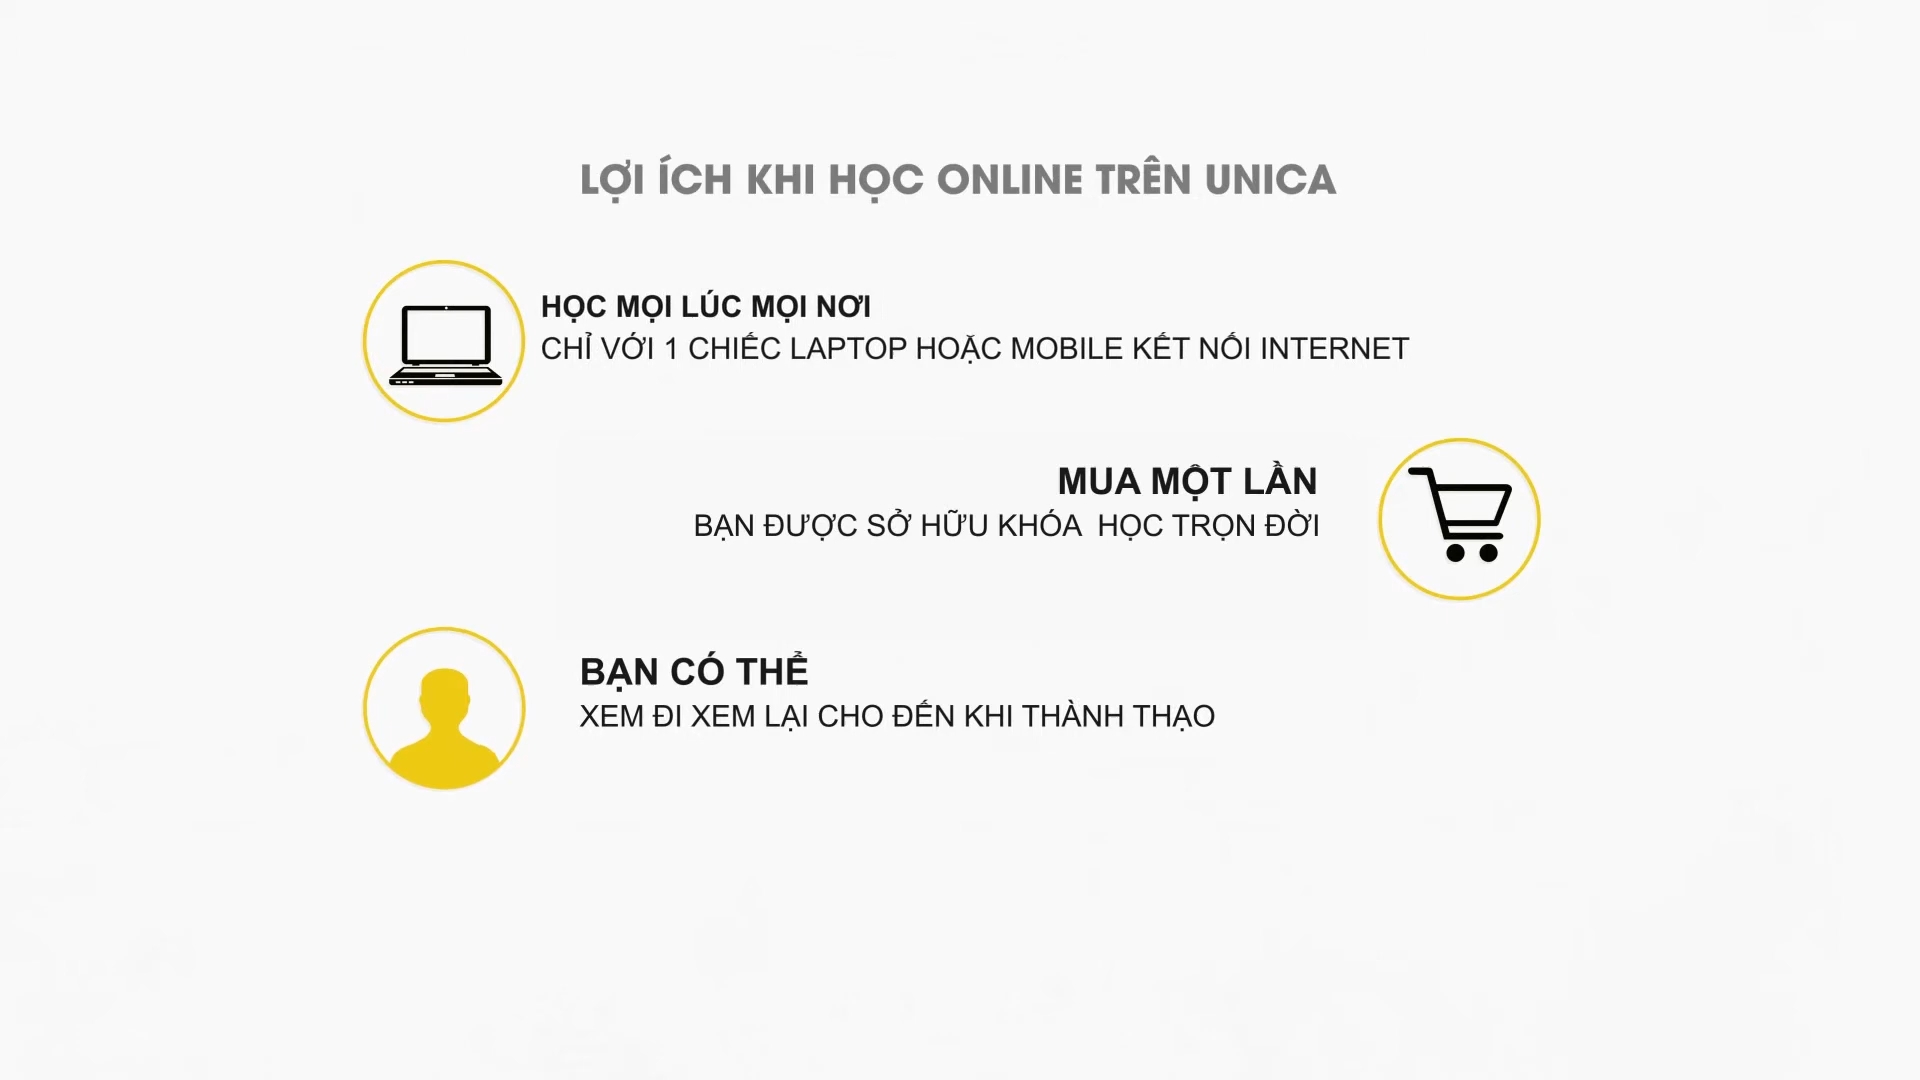 LỢI ÍCH KHI HỌC ONLINE TRÊN UNICA
HỌC MỌI LÚC MỌI NƠI
CHỈ VỚI 1 CHIẾC LAPTOP HOẶC MOBILE KẾT NỐI INTERNET
MUA MỘT LẦN
BẠN ĐƯỢC SỞ HỮU KHÓA  HỌC TRỌN ĐỜI
BẠN CÓ THỂ
XEM ĐI XEM LẠI CHO ĐẾN KHI THÀNH THẠO